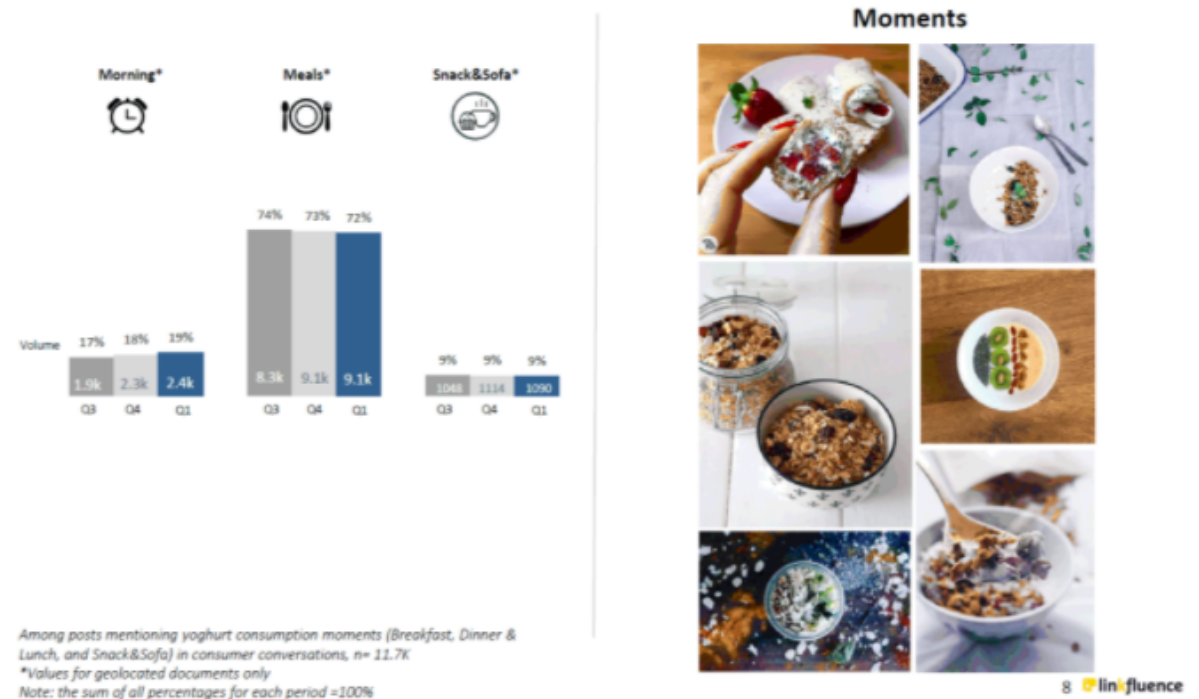 Moments
Morning*
Meals*
Snack&Sofa*
74% 73% 72%
Volume 17% 18% 19%
9% 9% 9%
1.9k 2.3k 2.4k
8.3k 9.1k 9.1k
1048 1114 1090
Q3 Q4 Q1
Q3 Q4 Q1
Q3 Q4 Q1
Among posts mentioning yoghurt consumption moments (Breakfast, Dinner &
Lunch, and Snack&Sofa) in consumer conversations, n= 11.7K
*Values for geolocated documents only
Note: the sum of all percentages for each period =100%
8 linkfluence